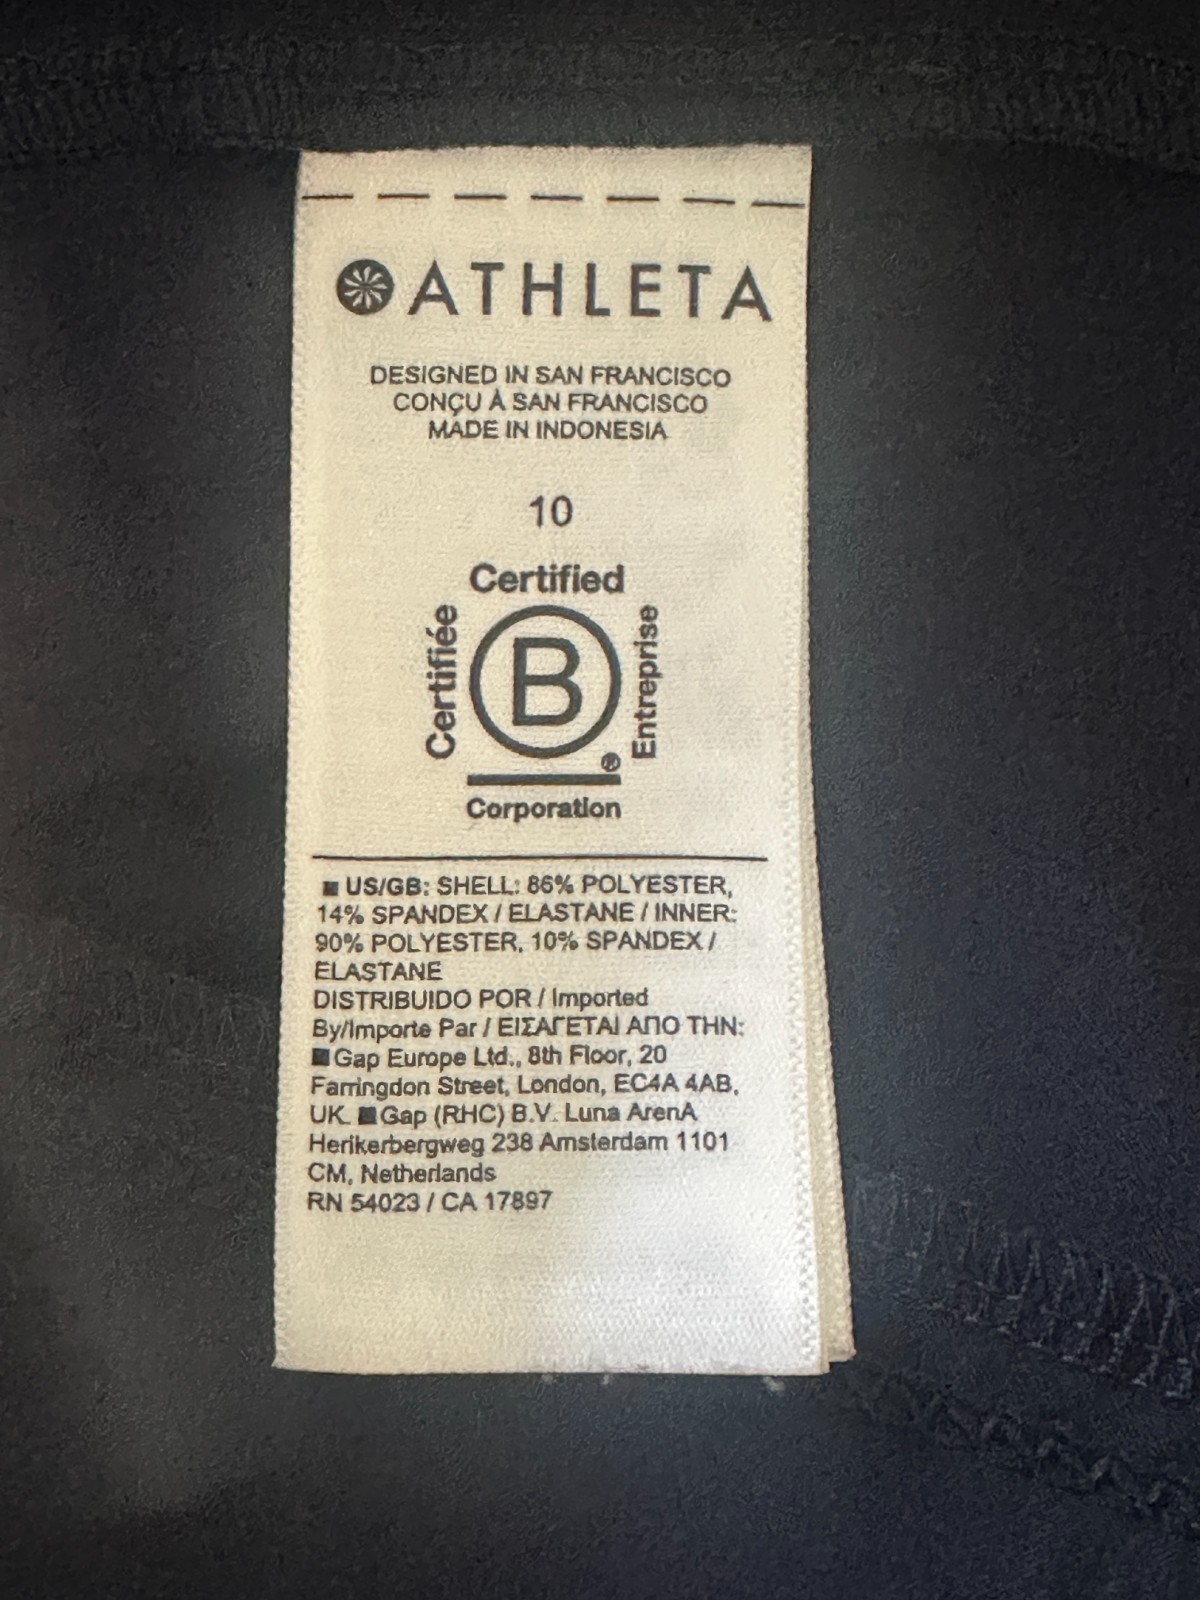 ATHLETA
DESIGNED IN SAN FRANCISCO
CONÇU À SAN FRANCISCO
MADE IN INDONESIA
10
Certified
Certifiée
B
Entreprise
®
Corporation
■ US/GB: SHELL: 86% POLYESTER,
14% SPANDEX / ELASTANE / INNER:
90% POLYESTER, 10% SPANDEX /
ELASTANE
DISTRIBUIDO POR / Imported
By/Importe Par / ΕΙΣΑΓΕΤΑΙ ΑΠΟ ΤΗΝ:
■ Gap Europe Ltd., 8th Floor, 20
Farringdon Street, London, EC4A 4AB,
UK. ■ Gap (RHC) B.V. Luna ArenA
Herikerbergweg 238 Amsterdam 1101
CM, Netherlands
RN 54023 / CA 17897